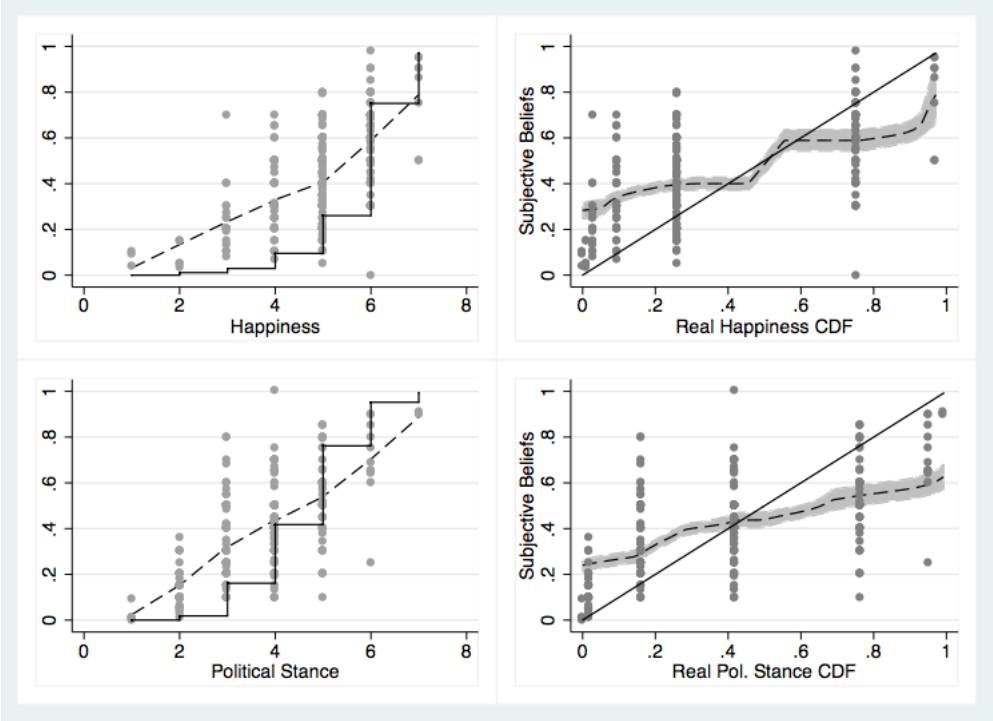 1
.8
.6
.4
.2
0
0 2 4 6 8
Happiness
Subjective Beliefs
1
.8
.6
.4
.2
0
0 .2 .4 .6 .8 1
Real Happiness CDF
1
.8
.6
.4
.2
0
0 2 4 6 8
Political Stance
Subjective Beliefs
1
.8
.6
.4
.2
0
0 .2 .4 .6 .8 1
Real Pol. Stance CDF